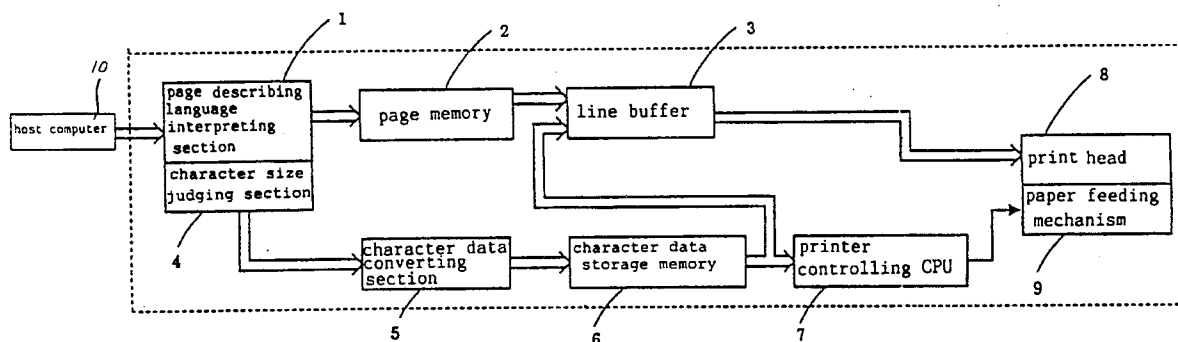 1
2
3
10
8
host computer
page describing
language
interpreting
section
character size
judging section
4
page memory
line buffer
print head
paper feeding
mechanism
9
character data
converting
section
5
character data
storage memory
6
printer
controlling CPU
7